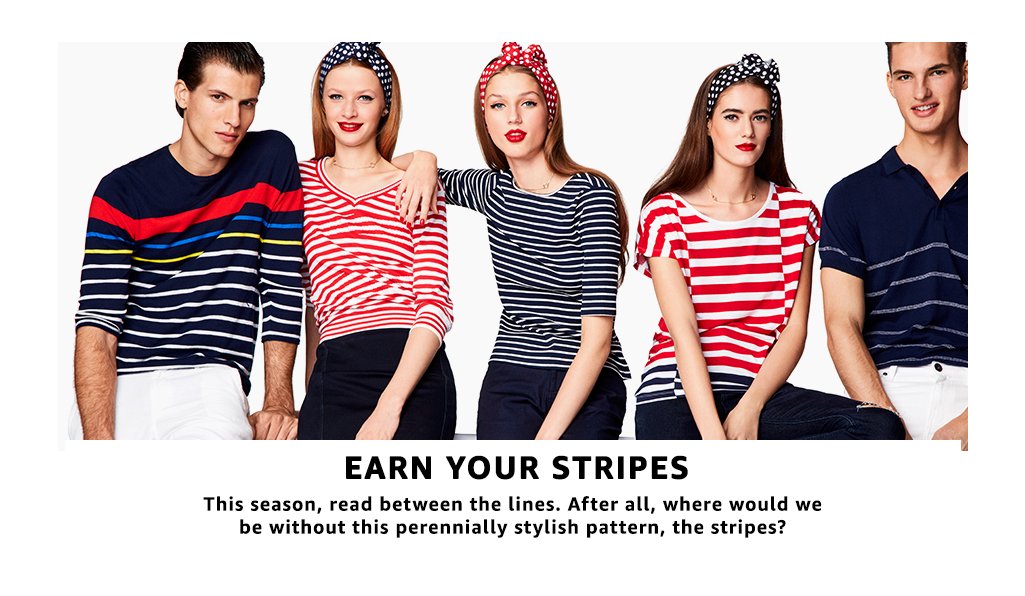 EARN YOUR STRIPES
This season, read between the lines. After all, where would we
be without this perennially stylish pattern, the stripes?